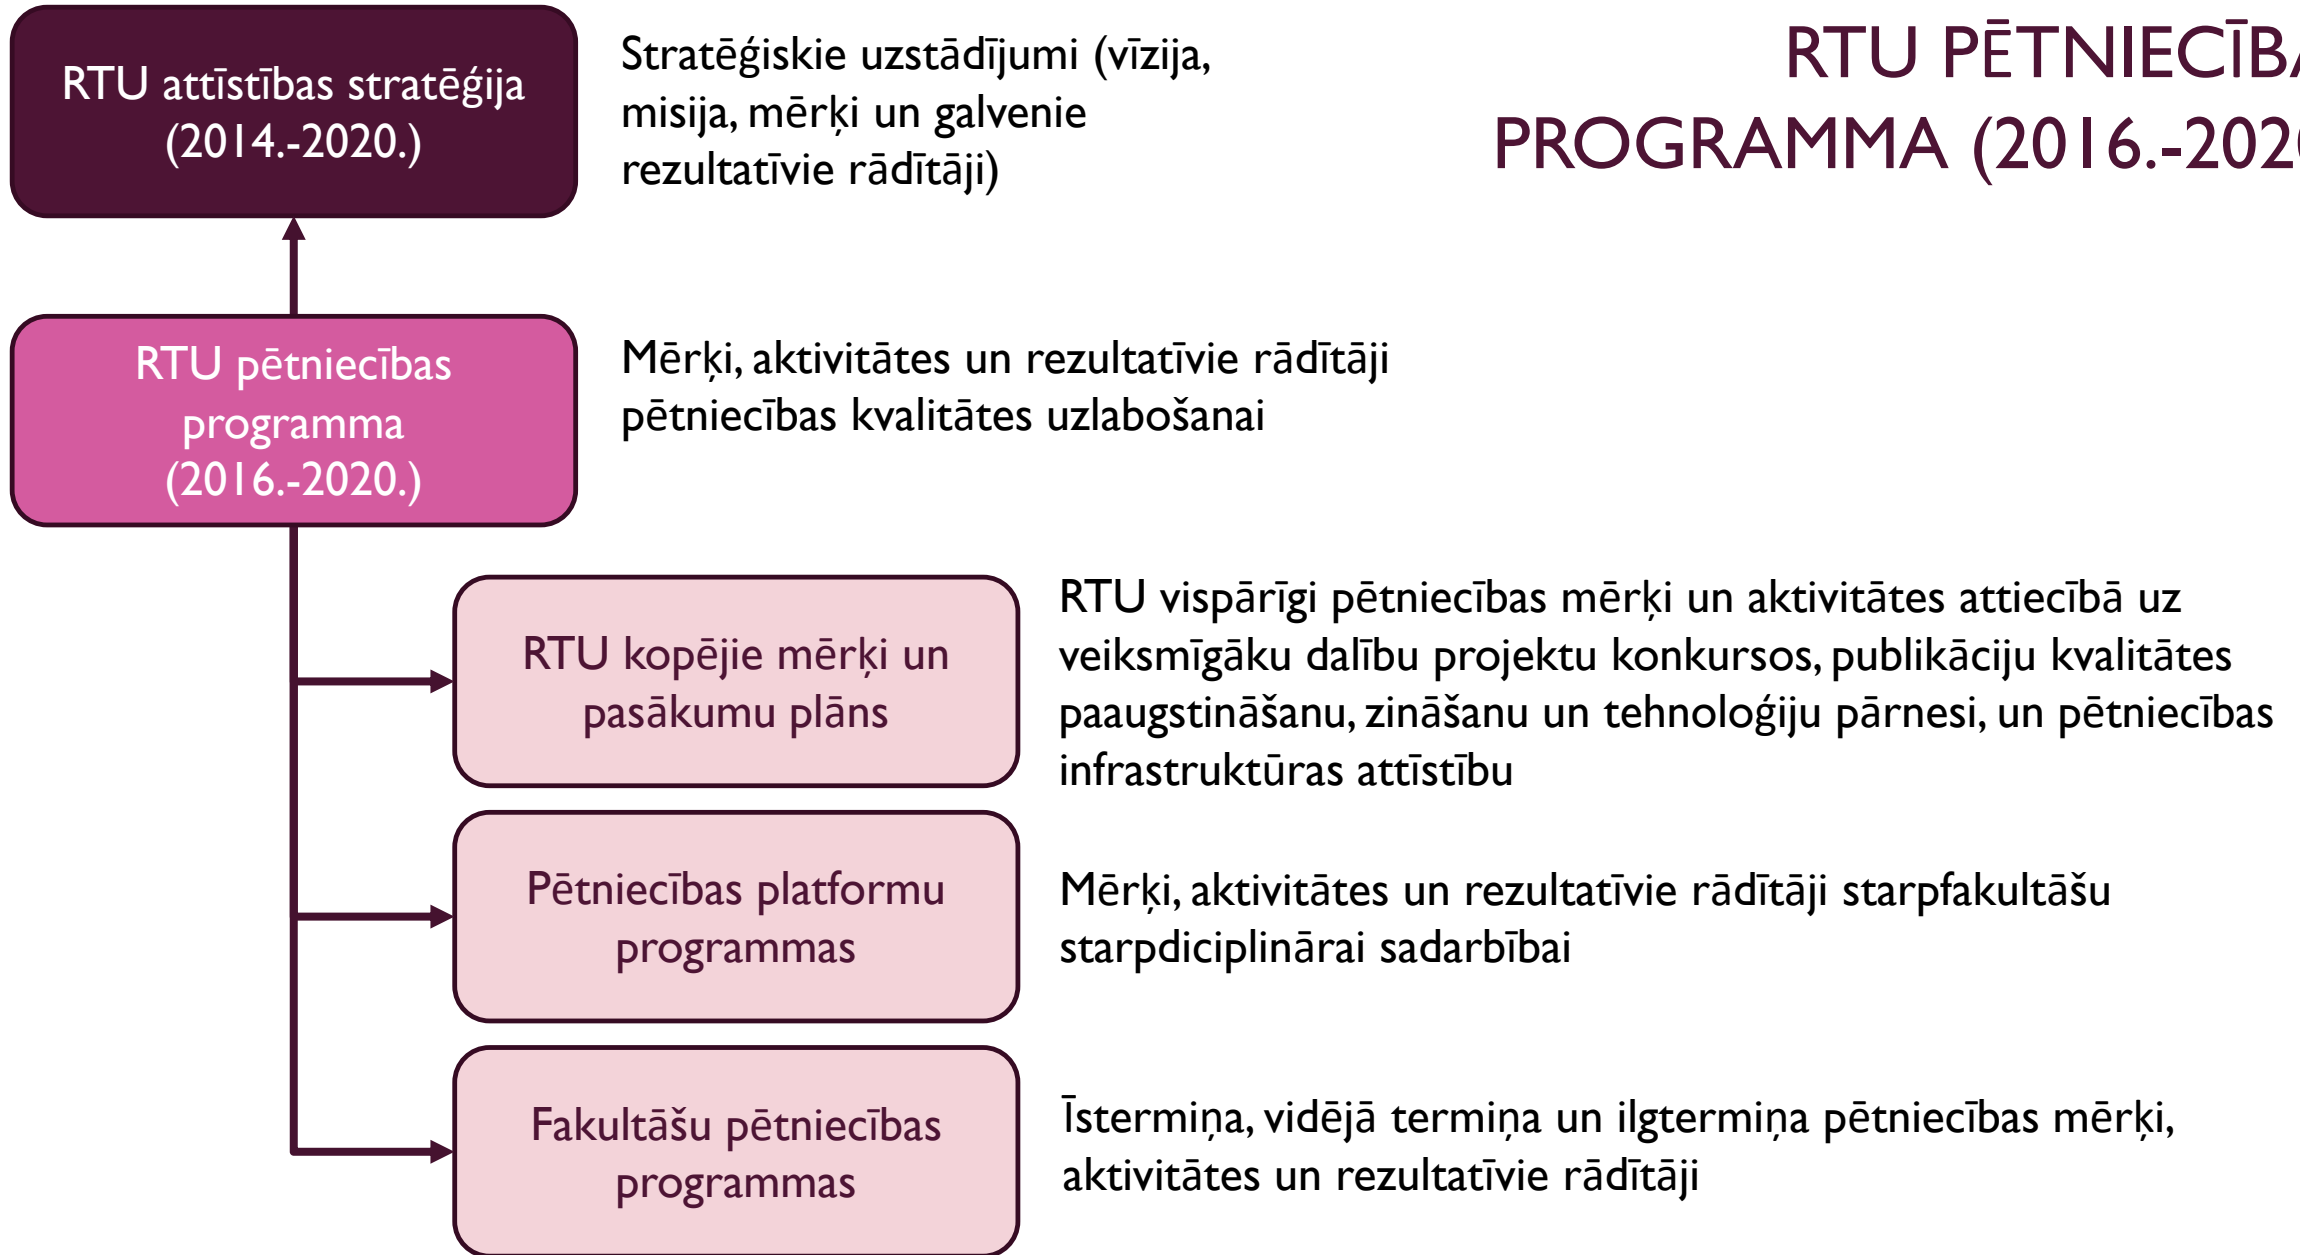 RTU PĒTNIECĪBA
PROGRAMMA (2016.-202
RTU attīstības stratēģija
(2014.-2020.)
Stratēģiskie uzstādījumi (vīzija,
misija, mērķi un galvenie
rezultatīvie rādītāji)
RTU pētniecības
programma
(2016.-2020.)
Mērķi, aktivitātes un rezultatīvie rādītāji
pētniecības kvalitātes uzlabošanai
RTU kopējie mērķi un
pasākumu plāns
RTU vispārīgi pētniecības mērķi un aktivitātes attiecībā uz
veiksmīgāku dalību projektu konkursos, publikāciju kvalitātes
paaugstināšanu, zināšanu un tehnoloģiju pārnesi, un pētniecības
infrastruktūras attīstību
Pētniecības platformu
programmas
Mērķi, aktivitātes un rezultatīvie rādītāji starpfakultāšu
starpdiciplinārai sadarbībai
Fakultāšu pētniecības
programmas
Īstermiņa, vidējā termiņa un ilgtermiņa pētniecības mērķi,
aktivitātes un rezultatīvie rādītāji